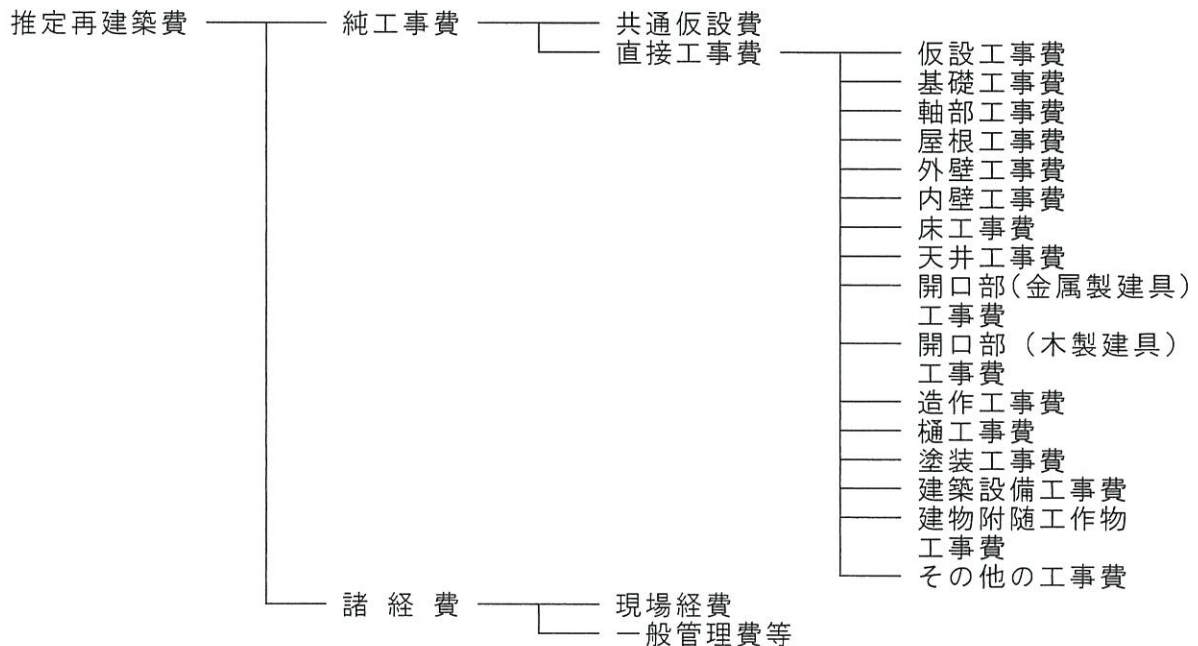 推定再建築費 純工事費 共通仮設費
直接工事費 仮設工事費
基礎工事費
軸部工事費
屋根工事費
外壁工事費
内壁工事費
床工事費
天井工事費
開口部(金属製建具)
工事費
開口部(木製建具)
工事費
造作工事費
樋工事費
塗装工事費
建築設備工事費
建物附随工作物
工事費
その他の工事費
諸経費 現場経費
一般管理費等